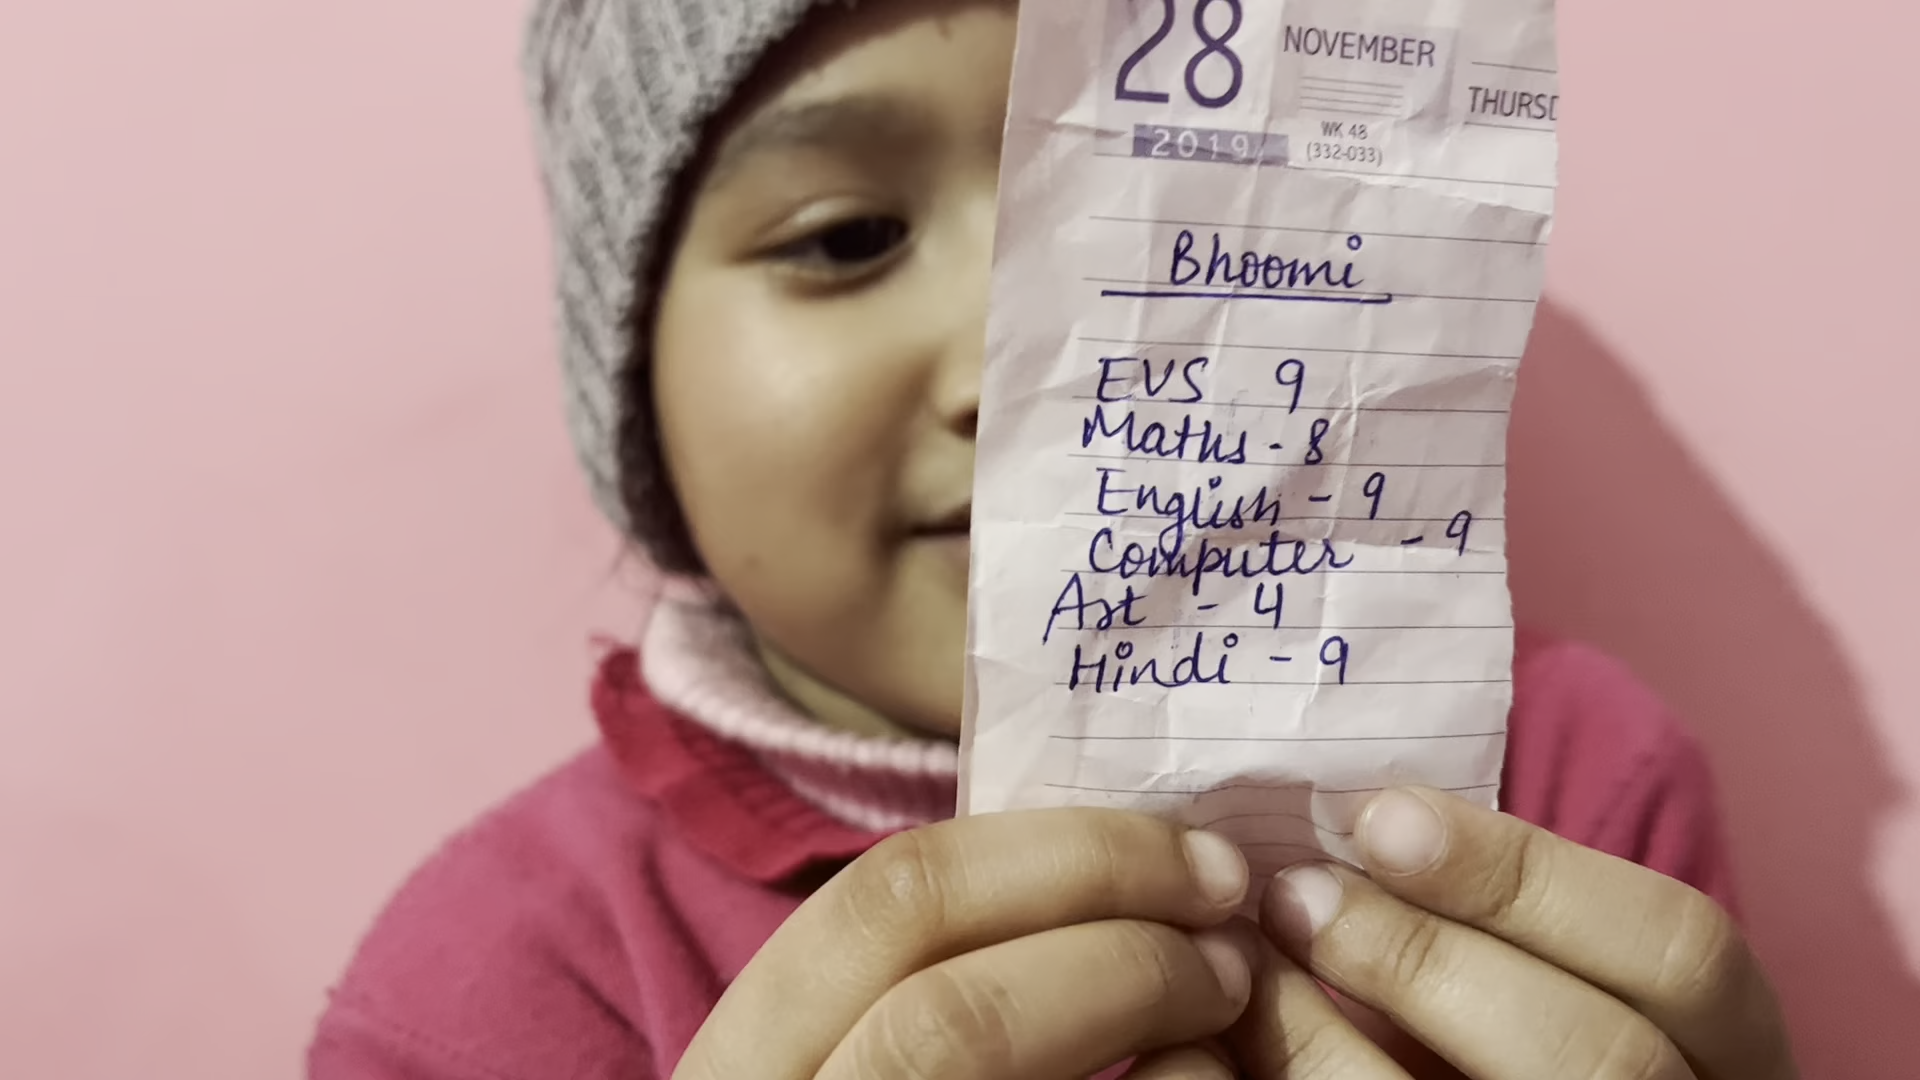 28 NOVEMBER
THURSD
2019 WK 48
(332-033)
Bhoomi
EVS 9
Maths - 8
English - 9
Computer - 9
Art - 4
Hindi - 9